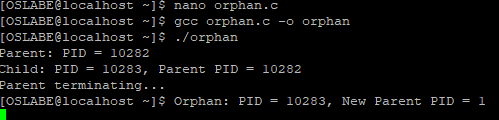 [OSLABE@localhost ~]$ nano orphan.c
[OSLABE@localhost ~]$ gcc orphan.c -o orphan
[OSLABE@localhost ~]$ ./orphan
Parent: PID = 10282
Child: PID = 10283, Parent PID = 10282
Parent terminating...
[OSLABE@localhost ~]$ Orphan: PID = 10283, New Parent PID = 1